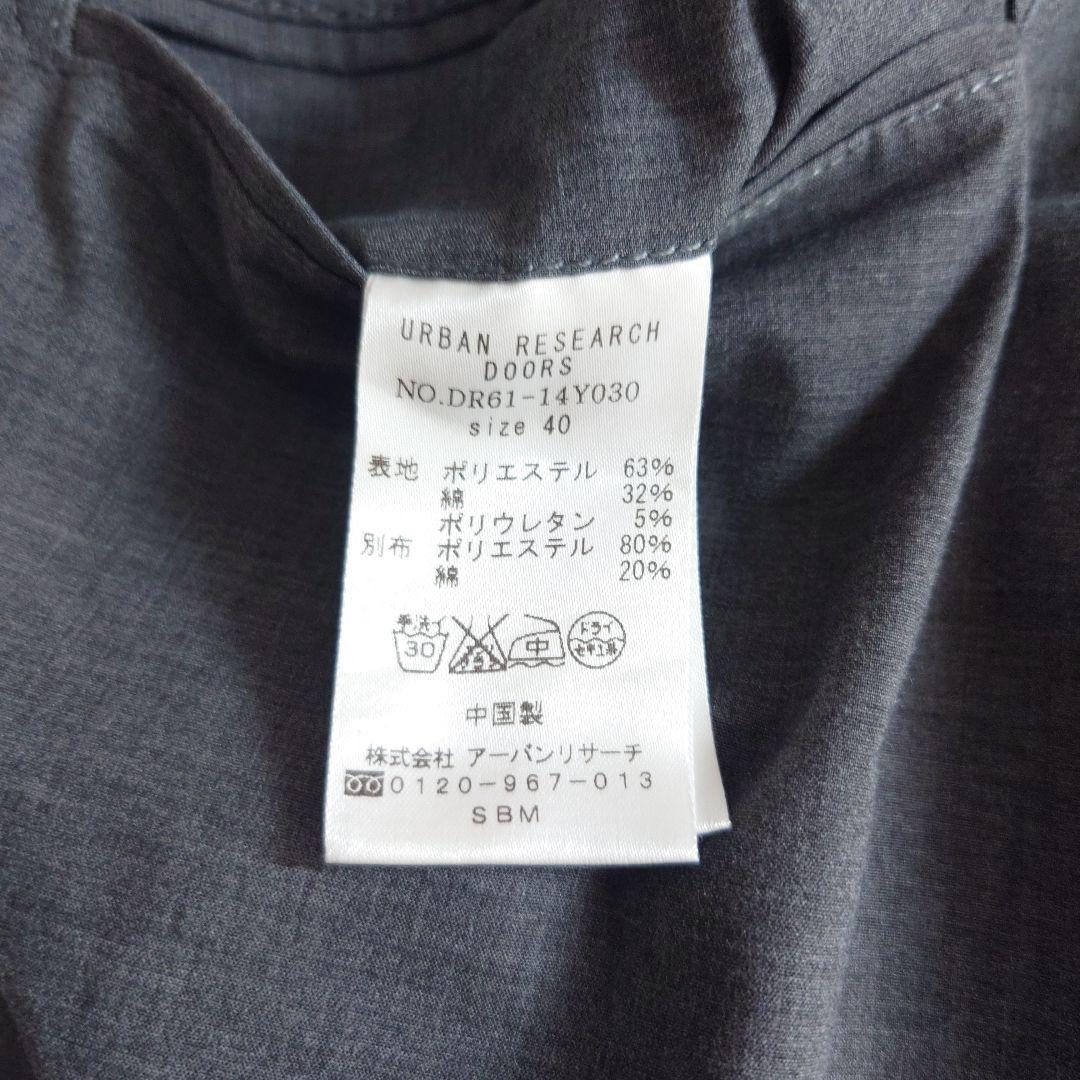 URBAN RESEARCH
DOORS
NO.DR61-14Y030
size 40
表地 ポリエステル 63%
綿 32%
ポリウレタン 5%
別布 ポリエステル 80%
綿 20%
手洗イ 30 中 ドライ
中国製
株式会社 アーバンリサーチ
0120-967-013
SBM